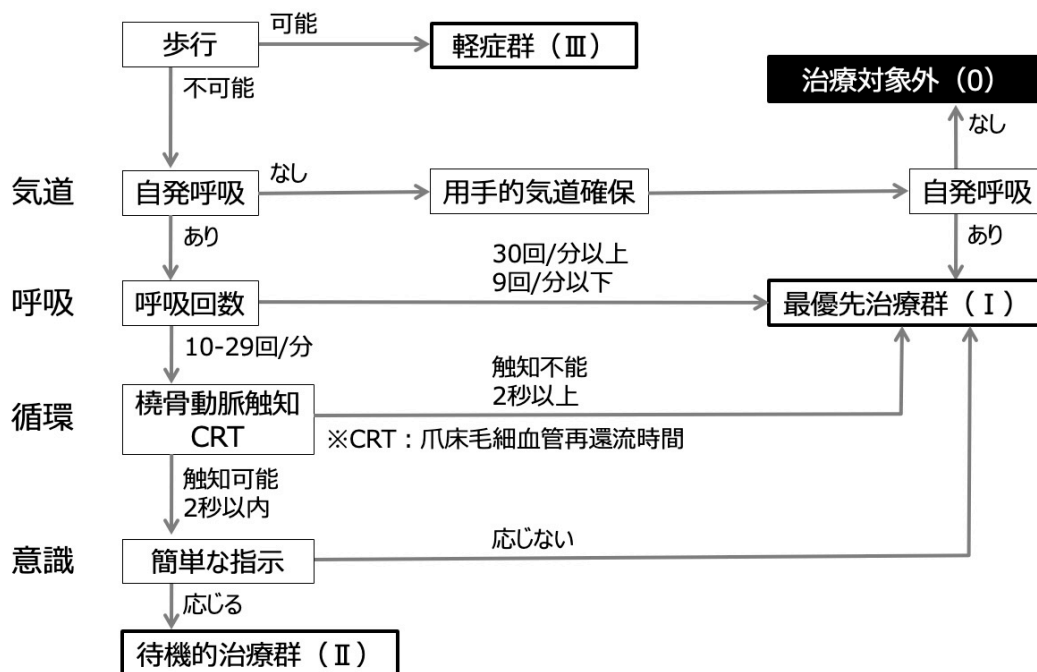 歩行
可能
軽症群（Ⅲ）
不可能
治療対象外（0）
なし
気道
自発呼吸
なし
用手的気道確保
自発呼吸
あり
あり
30回/分以上
9回/分以下
呼吸
呼吸回数
最優先治療群（Ⅰ）
10-29回/分
触知不能
2秒以上
循環
橈骨動脈触知
CRT
※CRT：爪床毛細血管再還流時間
触知可能
2秒以内
意識
簡単な指示
応じない
応じる
待機的治療群（Ⅱ）